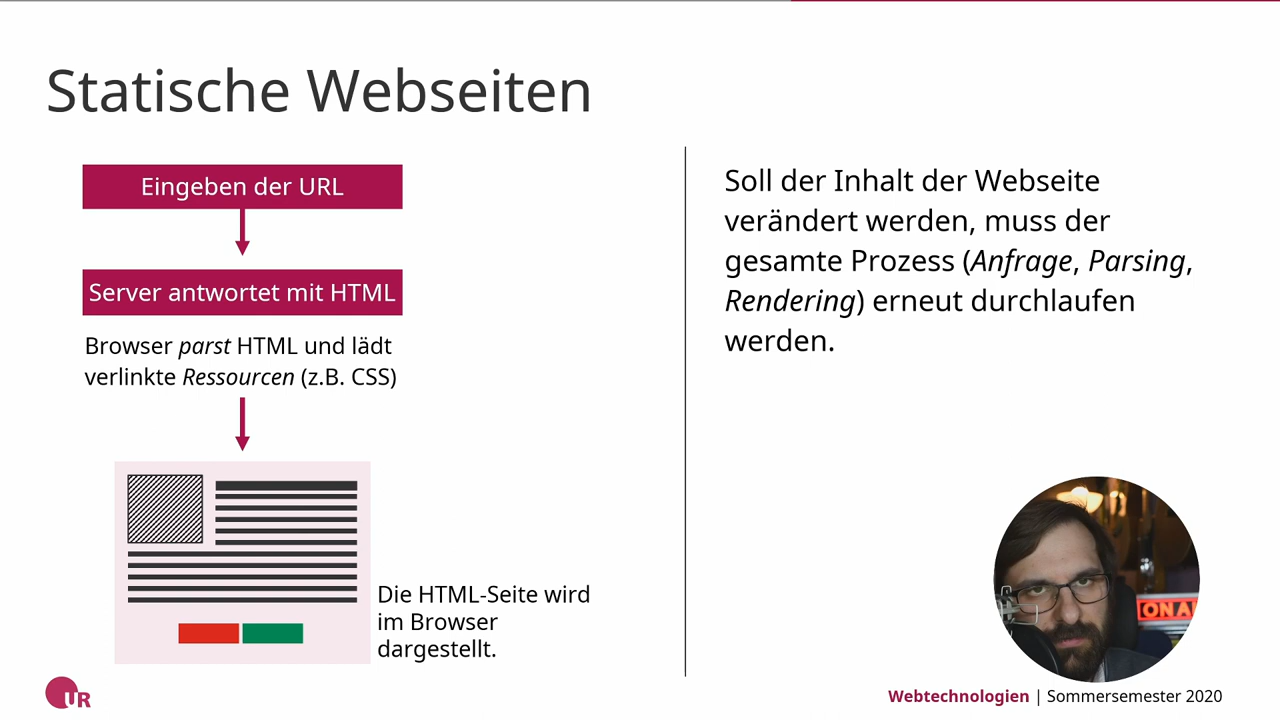 Statische Webseiten
Eingeben der URL
Server antwortet mit HTML
Browser parst HTML und lädt
verlinkte Ressourcen (z.B. CSS)
Die HTML-Seite wird
im Browser
dargestellt.
Soll der Inhalt der Webseite
verändert werden, muss der
gesamte Prozess (Anfrage, Parsing,
Rendering) erneut durchlaufen
werden.
ON A
UR
Webtechnologien | Sommersemester 2020